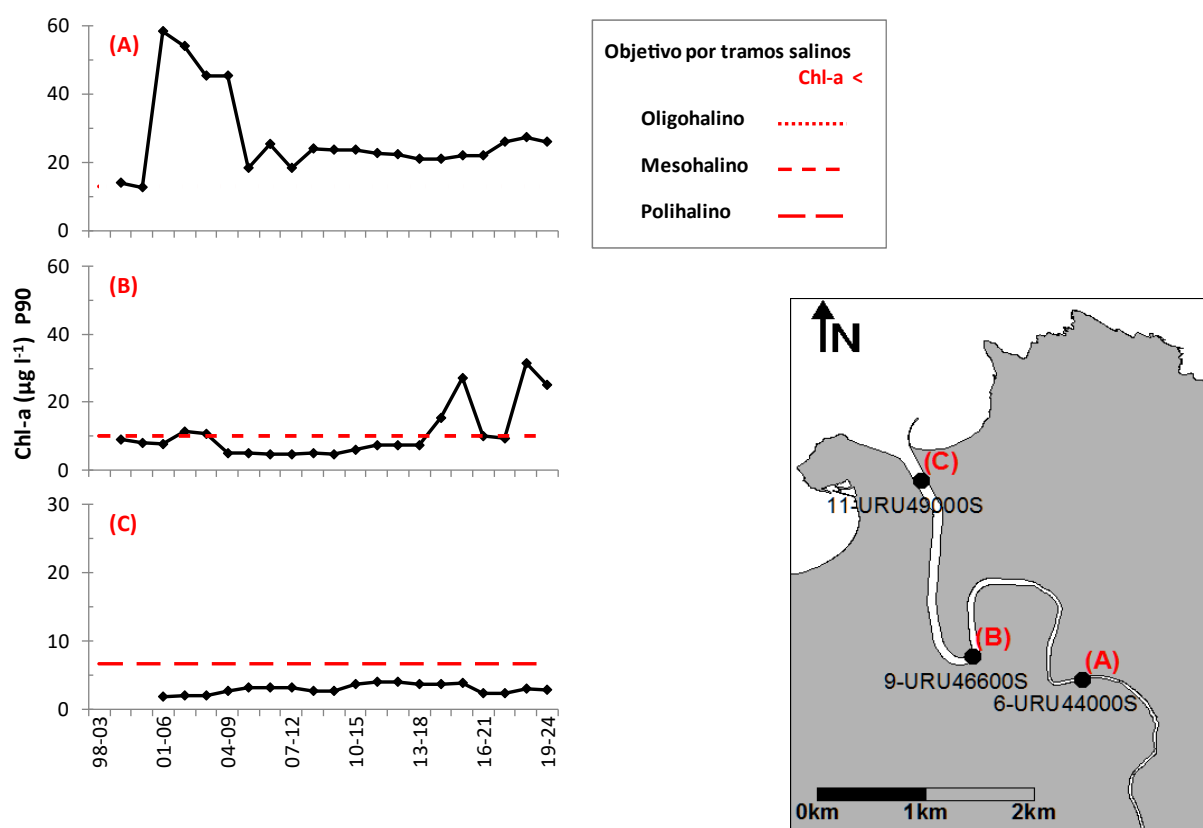 60
(A)
40
20
0
60
(B)
40
20
10
0
30
(C)
20
10
0
Chl-a (µg l-1) P90
98-03
01-06
04-09
07-12
10-15
13-18
16-21
19-24
Objetivo por tramos salinos
Chl-a <
Oligohalino
Mesohalino
Polihalino
N
(C)
11-URU49000S
(B)
9-URU46600S
(A)
6-URU44000S
0km 1km 2km